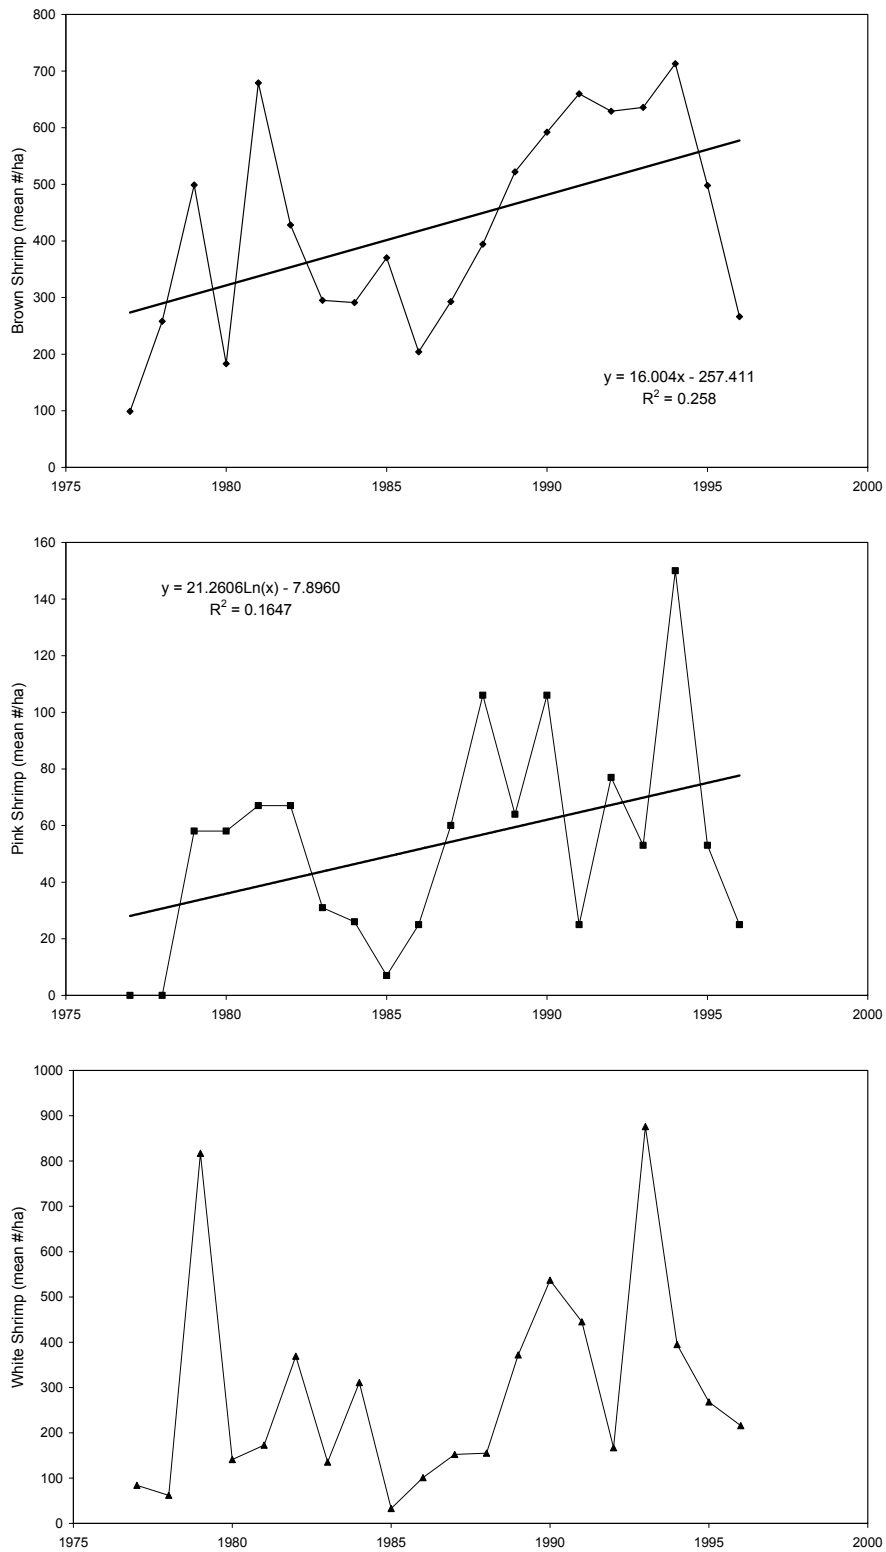 800
700
600
500
400
300
200
100
0
Brown Shrimp (mean #/ha)
y = 16.004x - 257.411
R² = 0.258
1975 1980 1985 1990 1995 2000
160
140
120
100
80
60
40
20
0
Pink Shrimp (mean #/ha)
y = 21.2606Ln(x) - 7.8960
R² = 0.1647
1975 1980 1985 1990 1995 2000
1000
900
800
700
600
500
400
300
200
100
0
White Shrimp (mean #/ha)
1975 1980 1985 1990 1995 2000